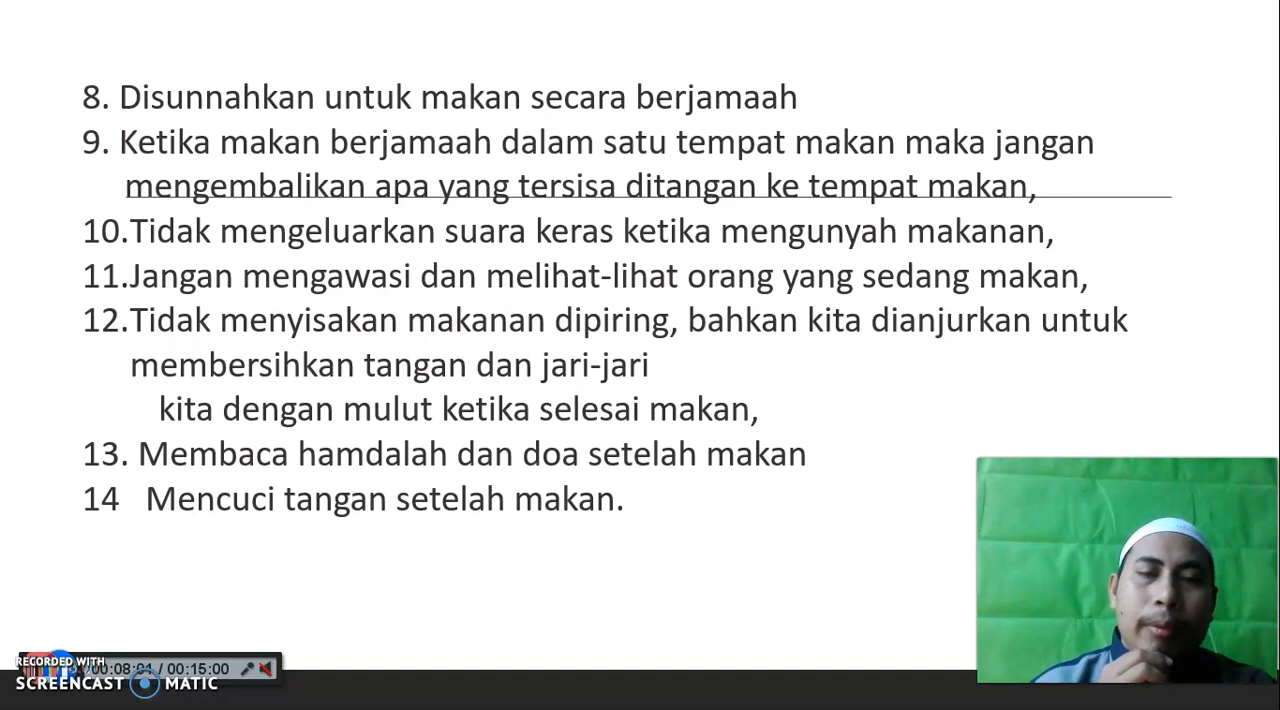 8. Disunnahkan untuk makan secara berjamaah
9. Ketika makan berjamaah dalam satu tempat makan maka jangan
mengembalikan apa yang tersisa ditangan ke tempat makan,
10.Tidak mengeluarkan suara keras ketika mengunyah makanan,
11.Jangan mengawasi dan melihat-lihat orang yang sedang makan,
12.Tidak menyisakan makanan dipiring, bahkan kita dianjurkan untuk
membersihkan tangan dan jari-jari
kita dengan mulut ketika selesai makan,
13. Membaca hamdalah dan doa setelah makan
14 Mencuci tangan setelah makan.
RECORDED WITH
00:08:01 / 00:15:00
SCREENCAST MATIC